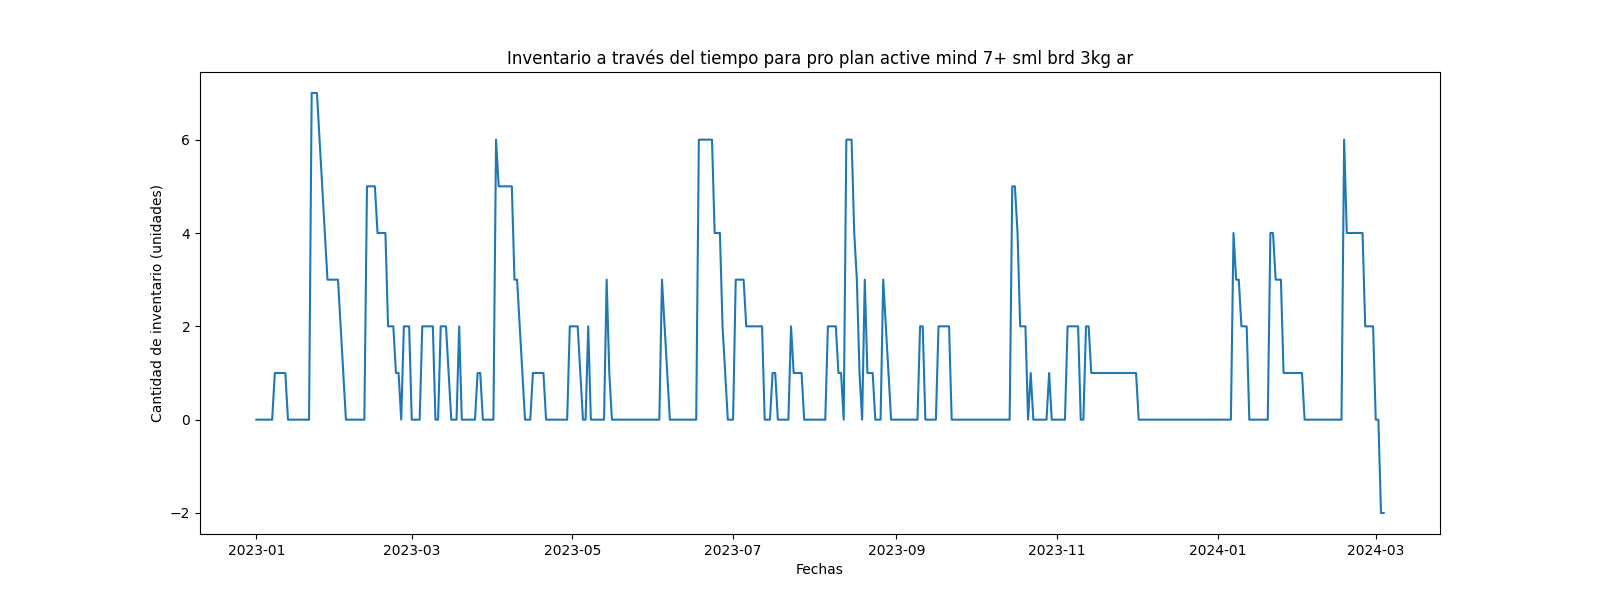 Inventario a través del tiempo para pro plan active mind 7+ sml brd 3kg ar
Cantidad de inventario (unidades)
6
4
2
0
−2
2023-01 2023-03 2023-05 2023-07 2023-09 2023-11 2024-01 2024-03
Fechas